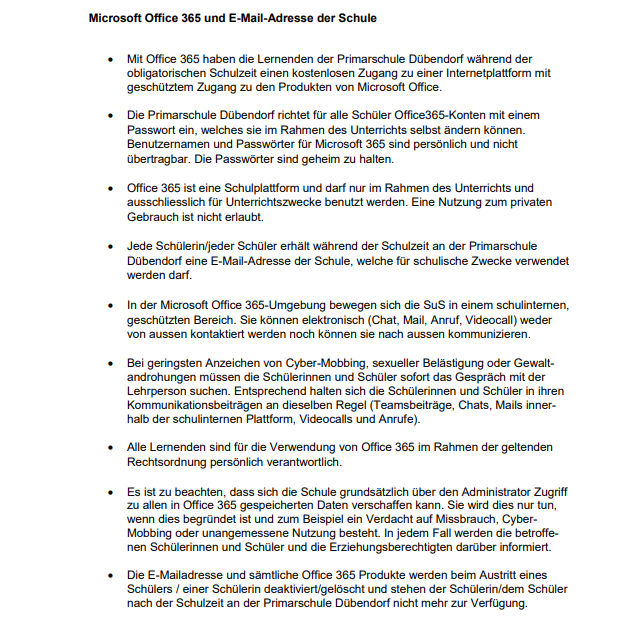 Microsoft Office 365 und E-Mail-Adresse der Schule
• Mit Office 365 haben die Lernenden der Primarschule Dübendorf während der
obligatorischen Schulzeit einen kostenlosen Zugang zu einer Internetplattform mit
geschütztem Zugang zu den Produkten von Microsoft Office.
• Die Primarschule Dübendorf richtet für alle Schüler Office365-Konten mit einem
Passwort ein, welches sie im Rahmen des Unterrichts selbst ändern können.
Benutzernamen und Passwörter für Microsoft 365 sind persönlich und nicht
übertragbar. Die Passwörter sind geheim zu halten.
• Office 365 ist eine Schulplattform und darf nur im Rahmen des Unterrichts und
ausschliesslich für Unterrichtszwecke benutzt werden. Eine Nutzung zum privaten
Gebrauch ist nicht erlaubt.
• Jede Schülerin/jeder Schüler erhält während der Schulzeit an der Primarschule
Dübendorf eine E-Mail-Adresse der Schule, welche für schulische Zwecke verwendet
werden darf.
• In der Microsoft Office 365-Umgebung bewegen sich die SuS in einem schulinternen,
geschützten Bereich. Sie können elektronisch (Chat, Mail, Anruf, Videocall) weder
von aussen kontaktiert werden noch können sie nach aussen kommunizieren.
• Bei geringsten Anzeichen von Cyber-Mobbing, sexueller Belästigung oder Gewalt-
androhungen müssen die Schülerinnen und Schüler sofort das Gespräch mit der
Lehrperson suchen. Entsprechend halten sich die Schülerinnen und Schüler in ihren
Kommunikationsbeiträgen an dieselben Regel (Teamsbeiträge, Chats, Mails inner-
halb der schulinternen Plattform, Videocalls und Anrufe).
• Alle Lernenden sind für die Verwendung von Office 365 im Rahmen der geltenden
Rechtsordnung persönlich verantwortlich.
• Es ist zu beachten, dass sich die Schule grundsätzlich über den Administrator Zugriff
zu allen in Office 365 gespeicherten Daten verschaffen kann. Sie wird dies nur tun,
wenn dies begründet ist und zum Beispiel ein Verdacht auf Missbrauch, Cyber-
Mobbing oder unangemessene Nutzung besteht. In jedem Fall werden die betroffe-
nen Schülerinnen und Schüler und die Erziehungsberechtigten darüber informiert.
• Die E-Mailadresse und sämtliche Office 365 Produkte werden beim Austritt eines
Schülers / einer Schülerin deaktiviert/gelöscht und stehen der Schülerin/dem Schüler
nach der Schulzeit an der Primarschule Dübendorf nicht mehr zur Verfügung.